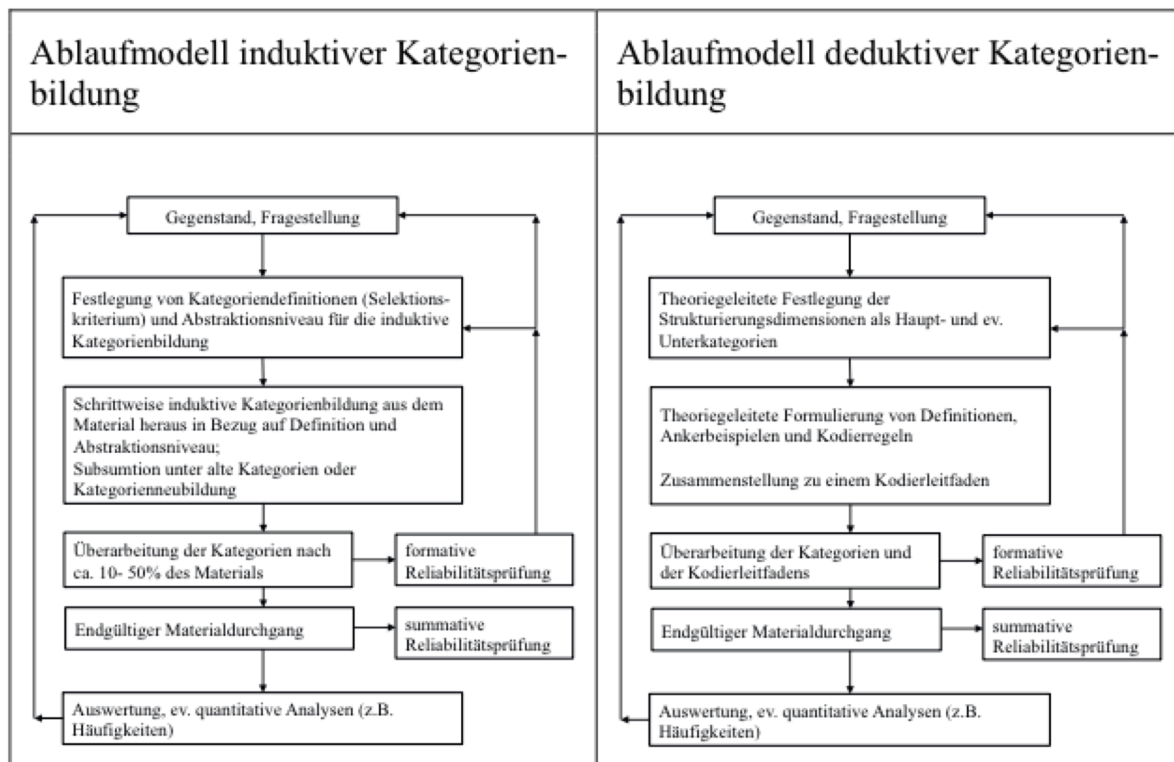 Ablaufmodell induktiver Kategorien-
bildung
Gegenstand, Fragestellung
Festlegung von Kategoriendefinitionen (Selektions-
kriterium) und Abstraktionsniveau für die induktive
Kategorienbildung
Schrittweise induktive Kategorienbildung aus dem
Material heraus in Bezug auf Definition und
Abstraktionsniveau;
Subsumtion unter alte Kategorien oder
Kategorienneubildung
Überarbeitung der Kategorien nach
ca. 10- 50% des Materials
formative
Reliabilitätsprüfung
Endgültiger Materialdurchgang
summative
Reliabilitätsprüfung
Auswertung, ev. quantitative Analysen (z.B.
Häufigkeiten)
Ablaufmodell deduktiver Kategorien-
bildung
Gegenstand, Fragestellung
Theoriegeleitete Festlegung der
Strukturierungsdimensionen als Haupt- und ev.
Unterkategorien
Theoriegeleitete Formulierung von Definitionen,
Ankerbeispielen und Kodierregeln
Zusammenstellung zu einem Kodierleitfaden
Überarbeitung der Kategorien und
der Kodierleitfadens
formative
Reliabilitätsprüfung
Endgültiger Materialdurchgang
summative
Reliabilitätsprüfung
Auswertung, ev. quantitative Analysen (z.B.
Häufigkeiten)